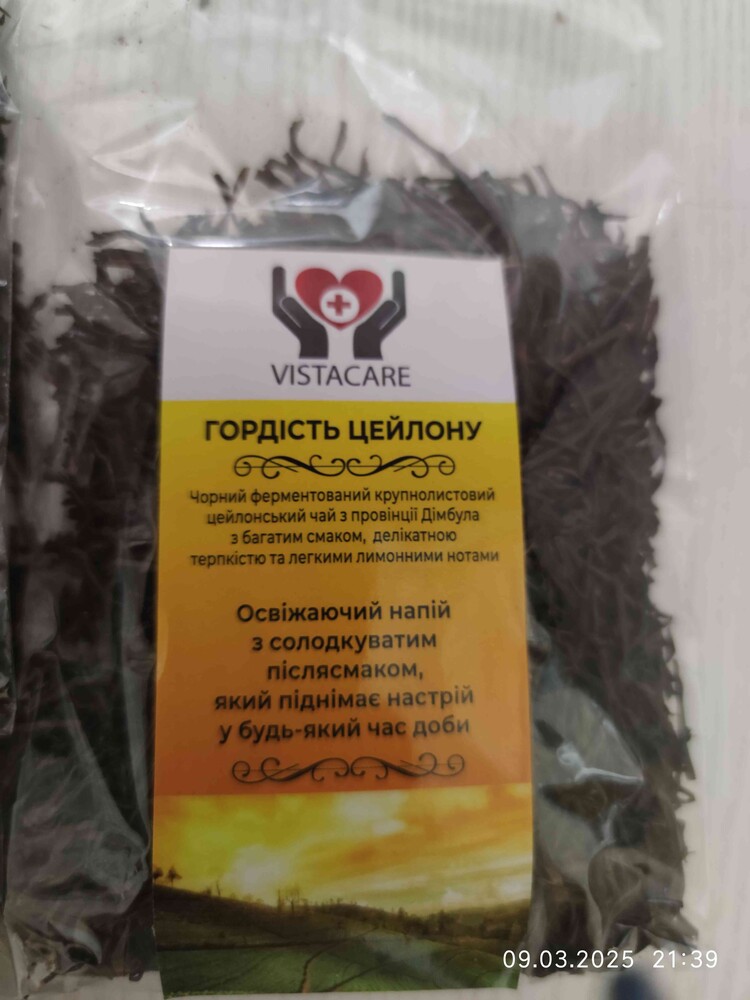 VISTACARE
ГОРДІСТЬ ЦЕЙЛОНУ
Чорний ферментований крупнолистовий
цейлонський чай з провінції Дімбула
з багатим смаком, делікатною
терпкістю та легкими лимонними нотами
Освіжаючий напій
з солодкуватим
післясмаком,
який піднімає настрій
у будь-який час доби
09.03.2025 21:39